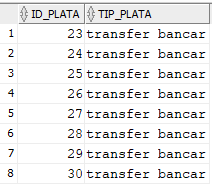 ID_PLATA TIP_PLATA
1 23 transfer bancar
2 24 transfer bancar
3 25 transfer bancar
4 26 transfer bancar
5 27 transfer bancar
6 28 transfer bancar
7 29 transfer bancar
8 30 transfer bancar